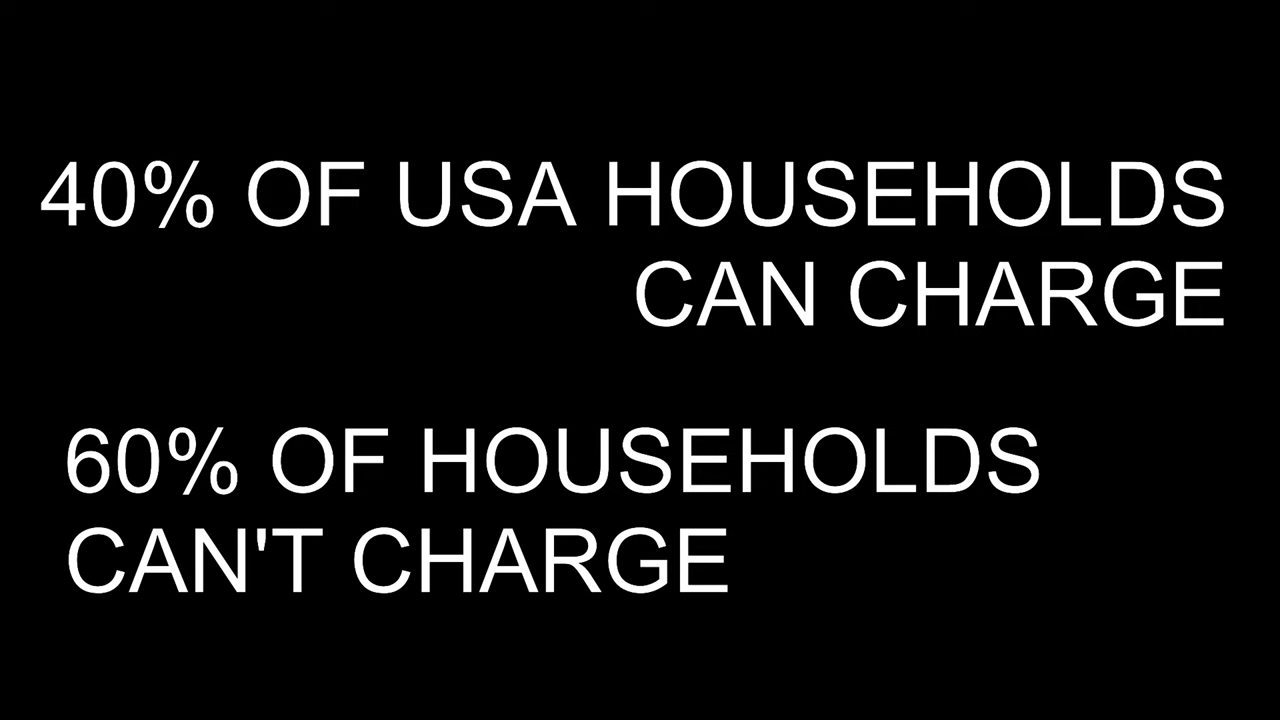 40% OF USA HOUSEHOLDS
CAN CHARGE
60% OF HOUSEHOLDS
CAN'T CHARGE